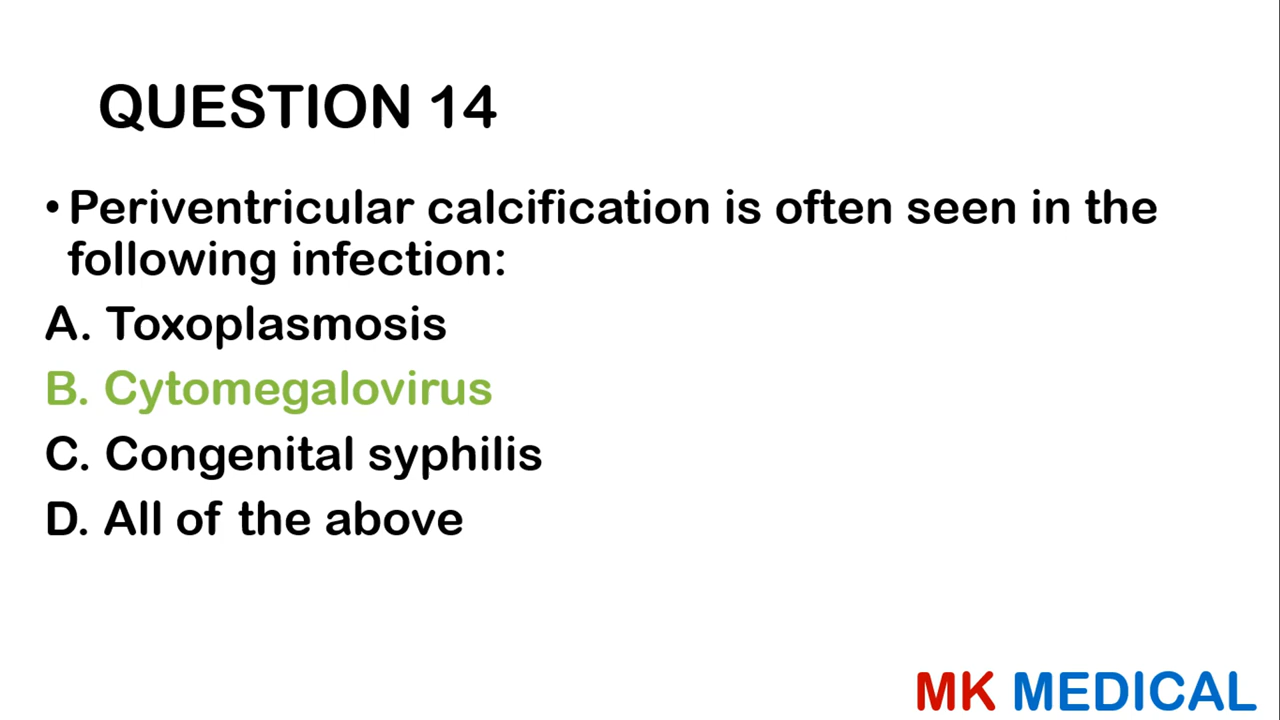 QUESTION 14
• Periventricular calcification is often seen in the
following infection:
A. Toxoplasmosis
B. Cytomegalovirus
C. Congenital syphilis
D. All of the above
MK MEDICAL